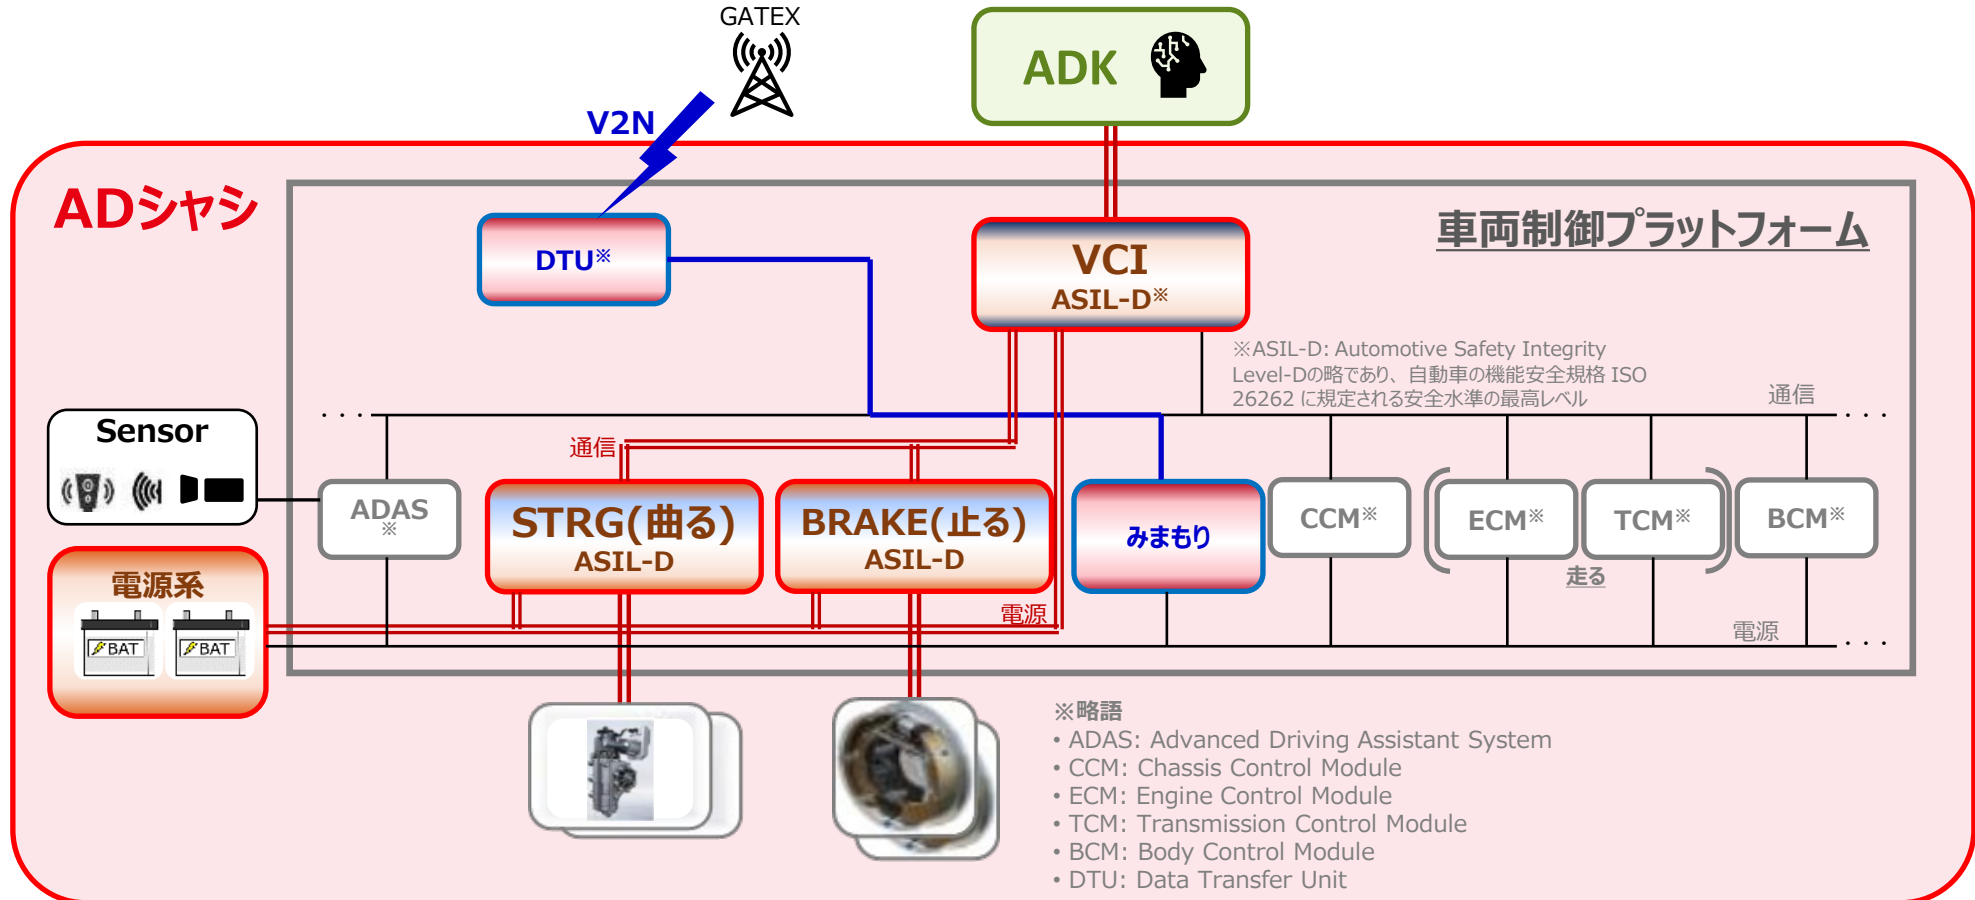 GATEX
ADK
V2N
ADシャシ
車両制御プラットフォーム
DTU※
VCI
ASIL-D※
※ASIL-D: Automotive Safety Integrity
Level-Dの略であり、自動車の機能安全規格 ISO
26262 に規定される安全水準の最高レベル
通信
・・・
・・・
Sensor
通信
ADAS
※
STRG(曲る)
ASIL-D
BRAKE(止る)
ASIL-D
みまもり
CCM※
ECM※
TCM※
BCM※
走る
電源系
BAT
BAT
電源
電源
・・・
※略語
・ADAS: Advanced Driving Assistant System
・CCM: Chassis Control Module
・ECM: Engine Control Module
・TCM: Transmission Control Module
・BCM: Body Control Module
・DTU: Data Transfer Unit